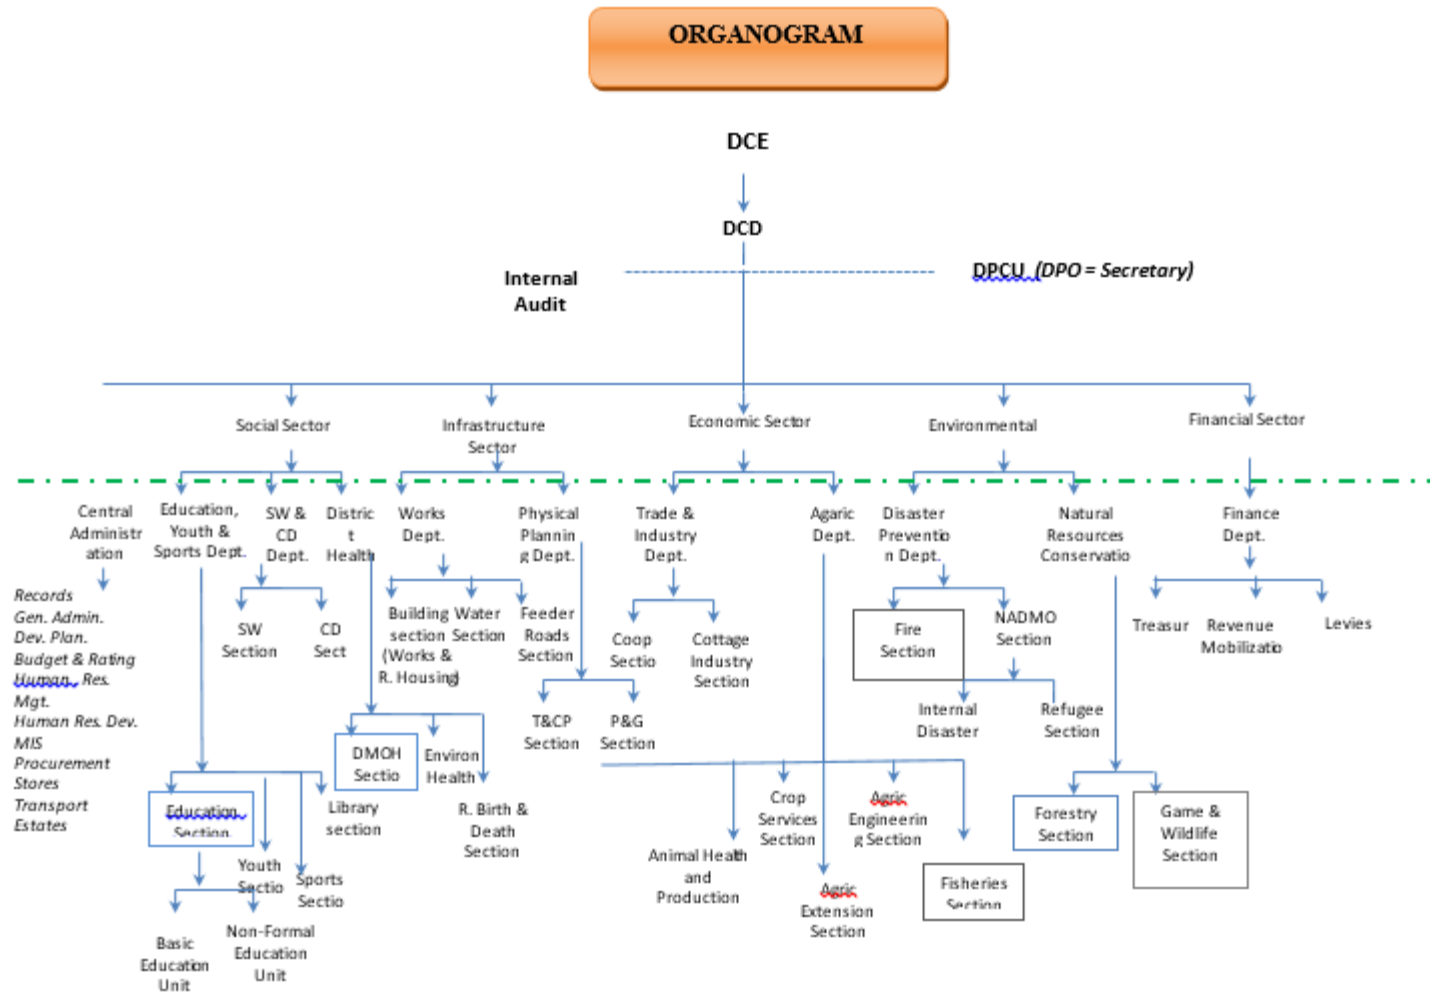 ORGANOGRAM
DCE
DCD
Internal
Audit
DPCU (DPO = Secretary)
Social Sector
Infrastructure
Sector
Economic Sector
Environmental
Financial Sector
Central
Administr
ation
Education,
Youth &
Sports Dept.
SW &
CD
Dept.
Distric
t
Health
Works
Dept.
Physical
Plannin
g Dept.
Trade &
Industry
Dept.
Agaric
Dept.
Disaster
Preventio
n Dept.
Natural
Resources
Conservatio
Finance
Dept.
Records
Gen. Admin.
Dev. Plan.
Budget & Rating
Human Res.
Mgt.
Human Res. Dev.
MIS
Procurement
Stores
Transport
Estates
SW
Section
CD
Sect
Building
section
(Works &
R. Housing)
Water
Section
Feeder
Roads
Section
Coop
Sectio
Cottage
Industry
Section
Fire
Section
NADMO
Section
Treasur
Revenue
Mobilizatio
Levies
Internal
Disaster
Refugee
Section
T&CP
Section
P&G
Section
DMOH
Sectio
Environ
Health
R. Birth &
Death
Section
Education
Section
Library
section
Youth
Sectio
Sports
Sectio
Basic
Education
Unit
Non-Formal
Education
Unit
Animal Heath
and
Production
Crop
Services
Section
Agric
Engineerin
g Section
Agric
Extension
Section
Fisheries
Section
Forestry
Section
Game &
Wildlife
Section